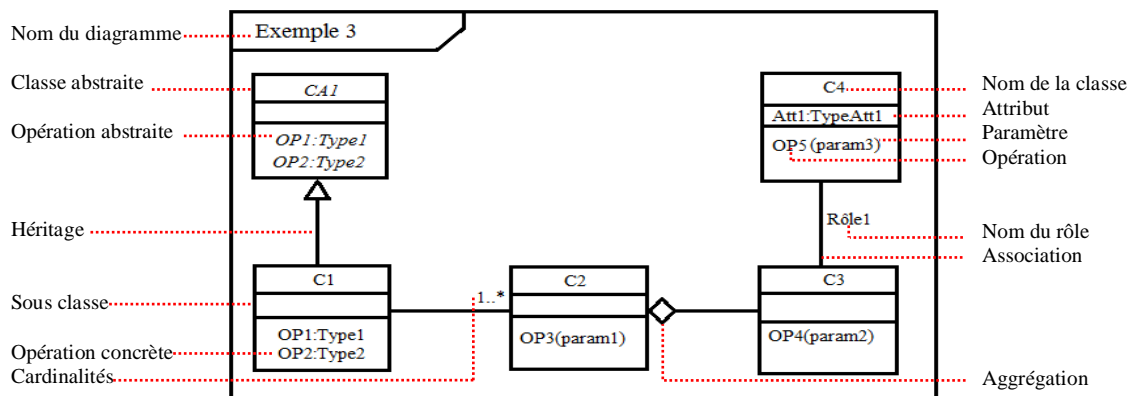 Nom du diagramme
Exemple 3
Classe abstraite
CA1
C4
Nom de la classe
Att1:TypeAtt1
Attribut
Opération abstraite
OP1:Type1
OP2:Type2
OP5(param3)
Paramètre
Opération
Héritage
Rôle1
Nom du rôle
Association
C1
C2
C3
Sous classe
1..*
OP1:Type1
OP3(param1)
OP4(param2)
Opération concrète
OP2:Type2
Cardinalités
Aggrégation